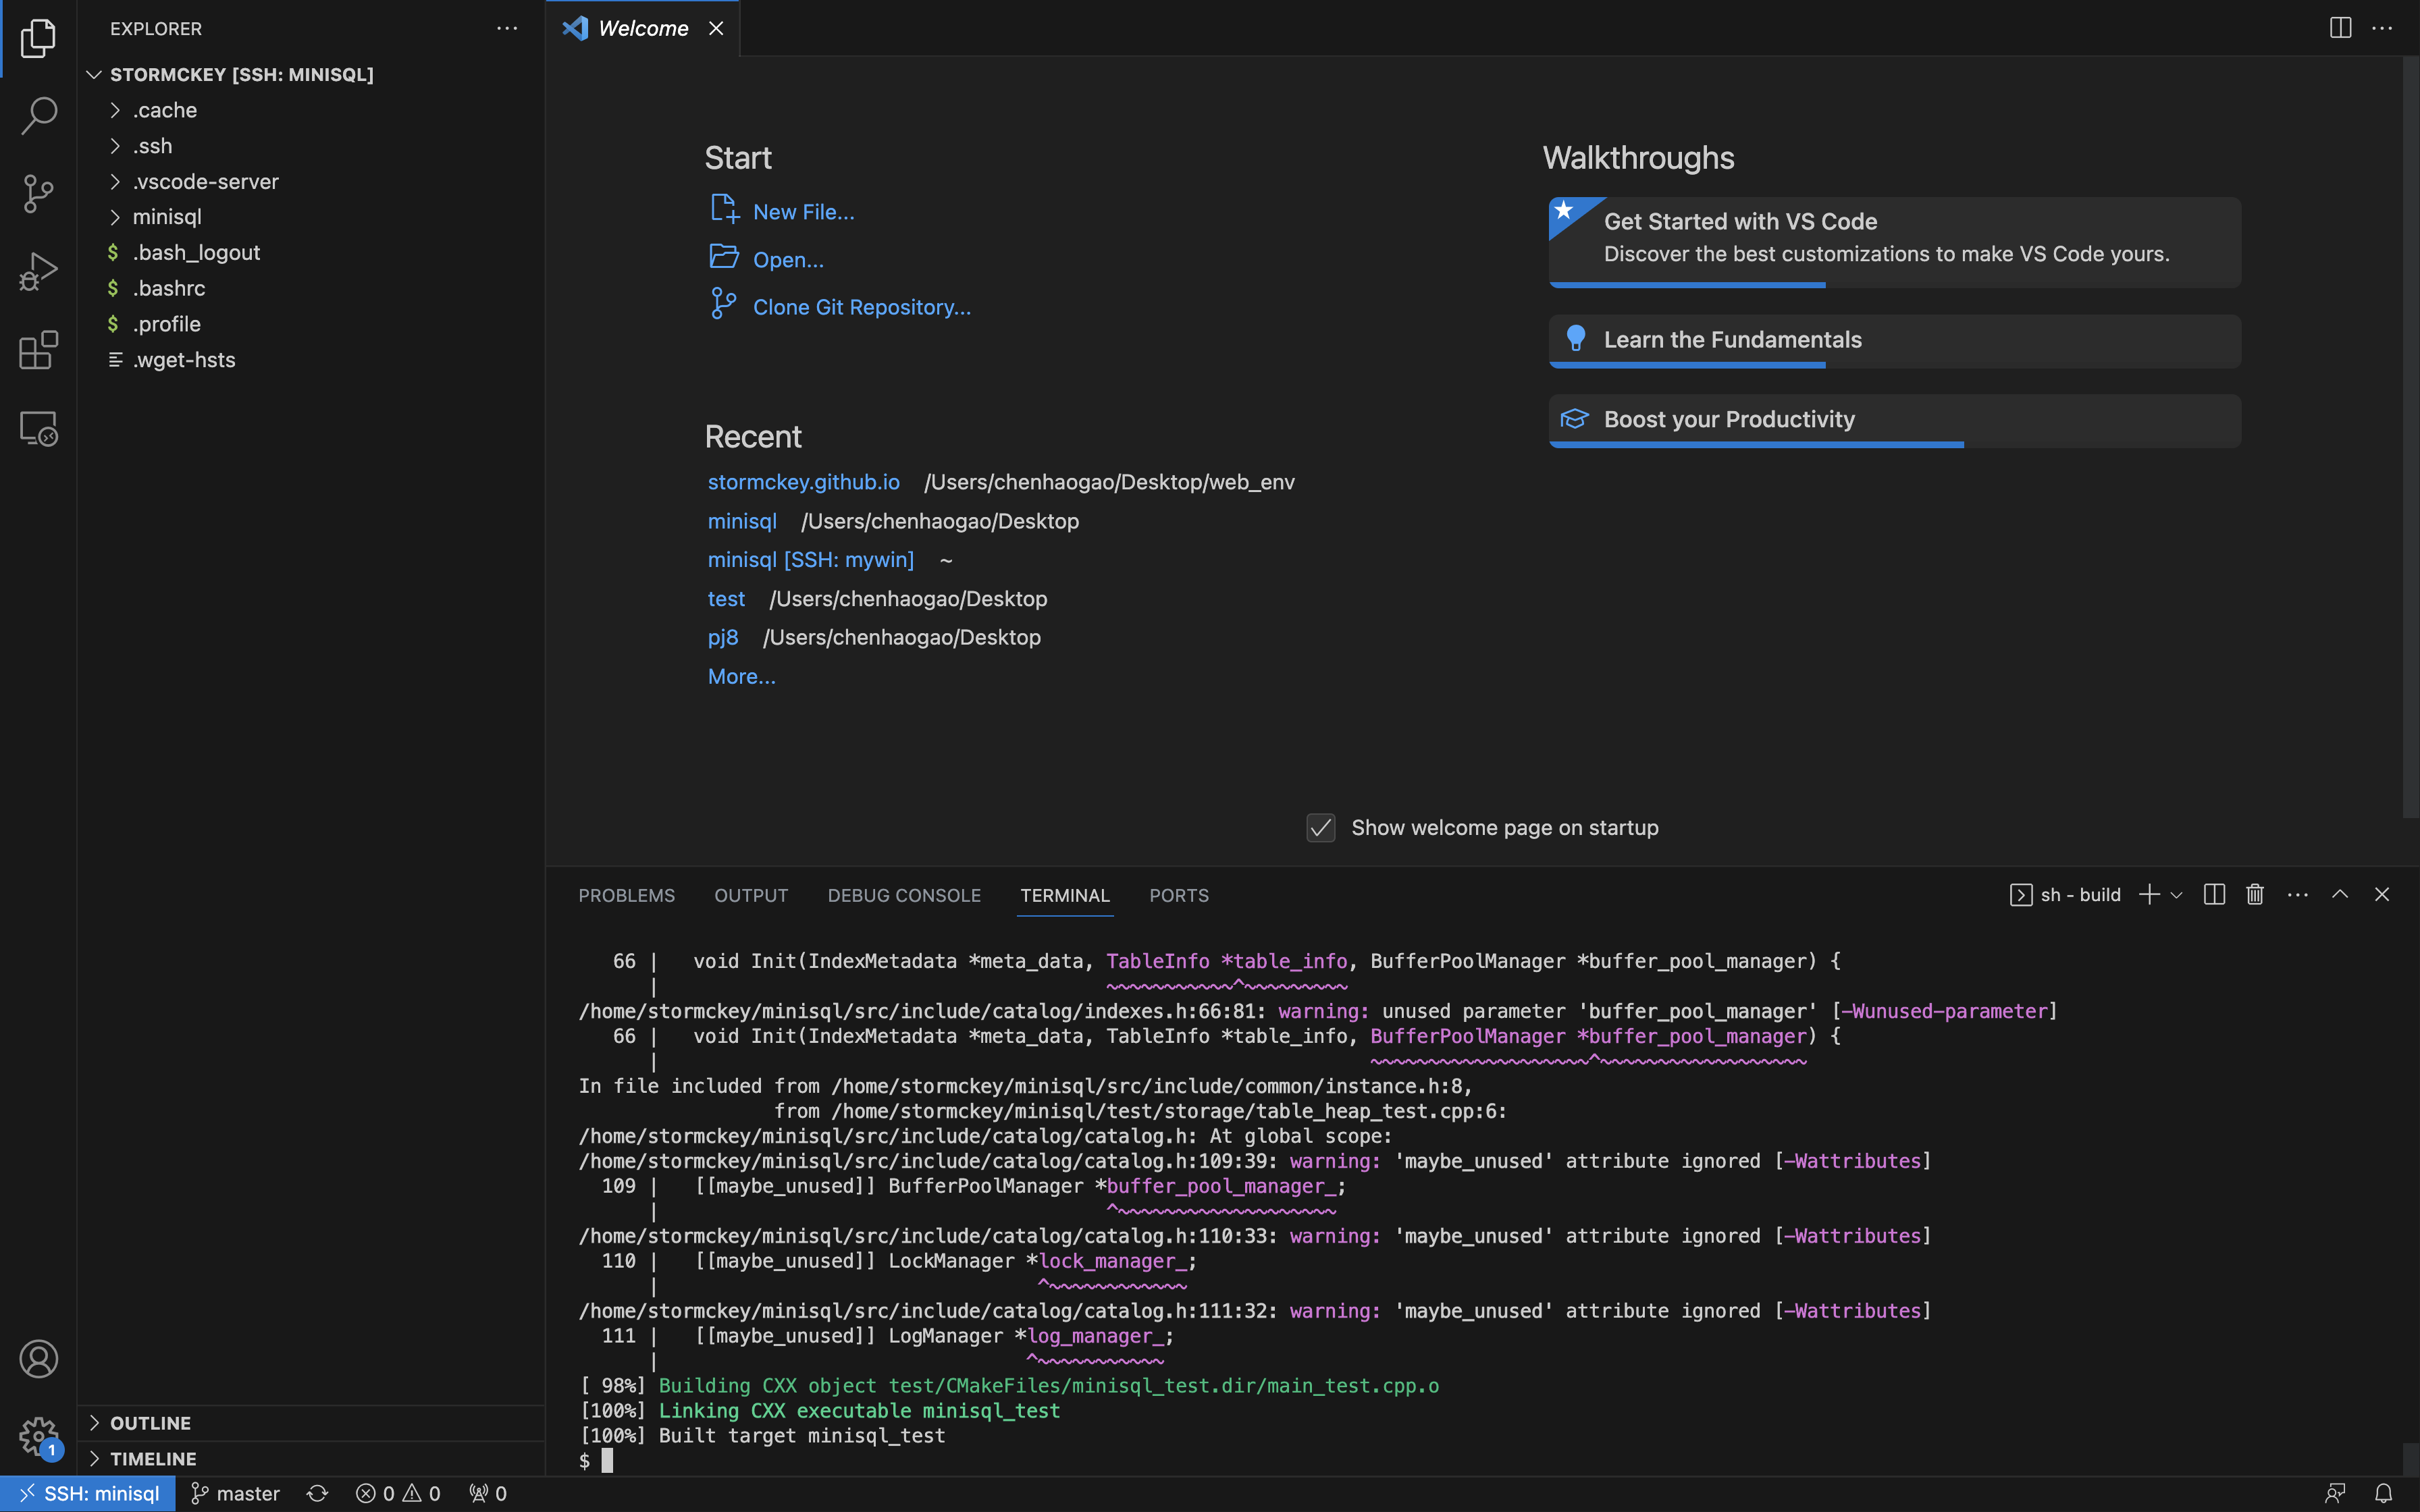 EXPLORER
STORMCKEY [SSH: MINISQL]
.cache
.ssh
.vscode-server
minisql
$ .bash_logout
$ .bashrc
$ .profile
.wget-hsts
OUTLINE
TIMELINE
Welcome
Start
New File...
Open...
Clone Git Repository...
Recent
stormckey.github.io /Users/chenhaogao/Desktop/web_env
minisql /Users/chenhaogao/Desktop
minisql [SSH: mywin] ~
test /Users/chenhaogao/Desktop
pj8 /Users/chenhaogao/Desktop
More...
Walkthroughs
Get Started with VS Code
Discover the best customizations to make VS Code yours.
Learn the Fundamentals
Boost your Productivity
Show welcome page on startup
PROBLEMS OUTPUT DEBUG CONSOLE TERMINAL PORTS
sh - build
66 | void Init(IndexMetadata *meta_data, TableInfo *table_info, BufferPoolManager *buffer_pool_manager) {
| ~~~~~~~~~~~^~~~~~~~~~
/home/stormckey/minisql/src/include/catalog/indexes.h:66:81: warning: unused parameter 'buffer_pool_manager' [-Wunused-parameter]
66 | void Init(IndexMetadata *meta_data, TableInfo *table_info, BufferPoolManager *buffer_pool_manager) {
| ~~~~~~~~~~~~~~~~~~~^~~~~~~~~~~~~~~~~~~
In file included from /home/stormckey/minisql/src/include/common/instance.h:8,
from /home/stormckey/minisql/test/storage/table_heap_test.cpp:6:
/home/stormckey/minisql/src/include/catalog/catalog.h: At global scope:
/home/stormckey/minisql/src/include/catalog/catalog.h:109:39: warning: 'maybe_unused' attribute ignored [-Wattributes]
109 | [[maybe_unused]] BufferPoolManager *buffer_pool_manager_;
| ^~~~~~~~~~~~~~~~~~~~
/home/stormckey/minisql/src/include/catalog/catalog.h:110:33: warning: 'maybe_unused' attribute ignored [-Wattributes]
110 | [[maybe_unused]] LockManager *lock_manager_;
| ^~~~~~~~~~~~~
/home/stormckey/minisql/src/include/catalog/catalog.h:111:32: warning: 'maybe_unused' attribute ignored [-Wattributes]
111 | [[maybe_unused]] LogManager *log_manager_;
| ^~~~~~~~~~~~
[ 98%] Building CXX object test/CMakeFiles/minisql_test.dir/main_test.cpp.o
[100%] Linking CXX executable minisql_test
[100%] Built target minisql_test
$
1
SSH: minisql master 0 0 0